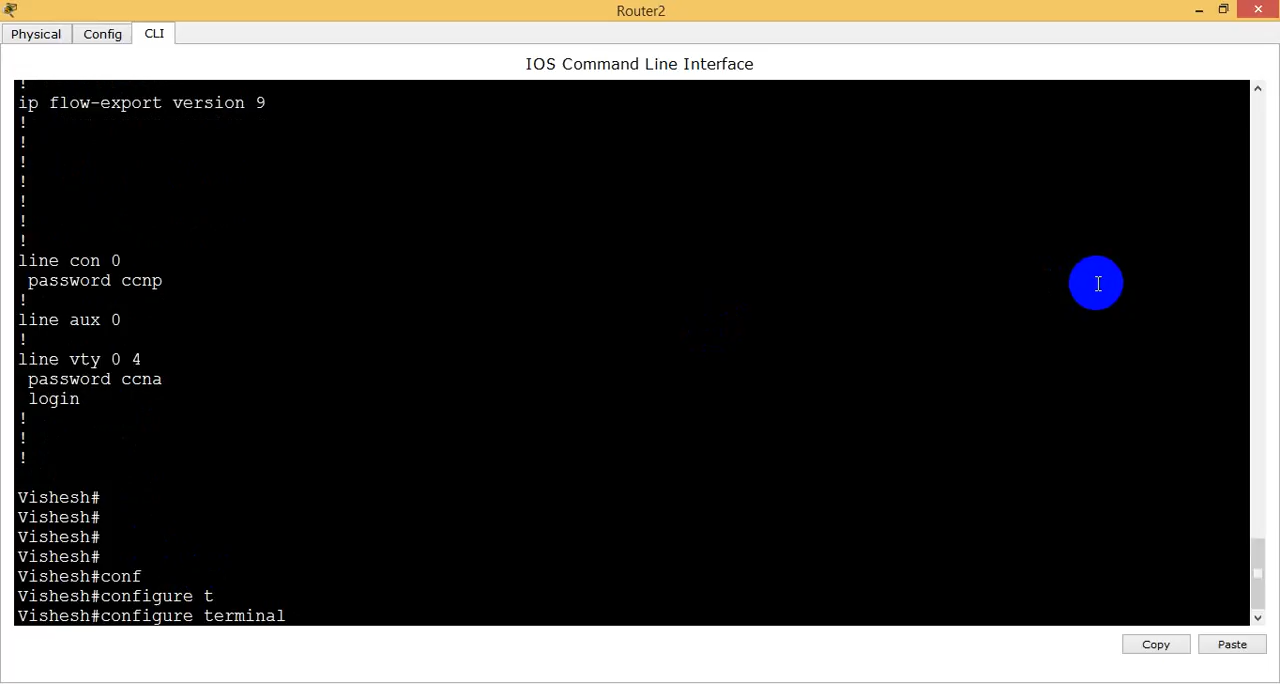 Router2
Physical Config CLI
IOS Command Line Interface
!
ip flow-export version 9
!
!
!
!
!
!
!
line con 0
 password ccnp
!
line aux 0
!
line vty 0 4
 password ccna
 login
!
!
!
Vishesh#
Vishesh#
Vishesh#
Vishesh#
Vishesh#conf
Vishesh#configure t
Vishesh#configure terminal
Copy Paste